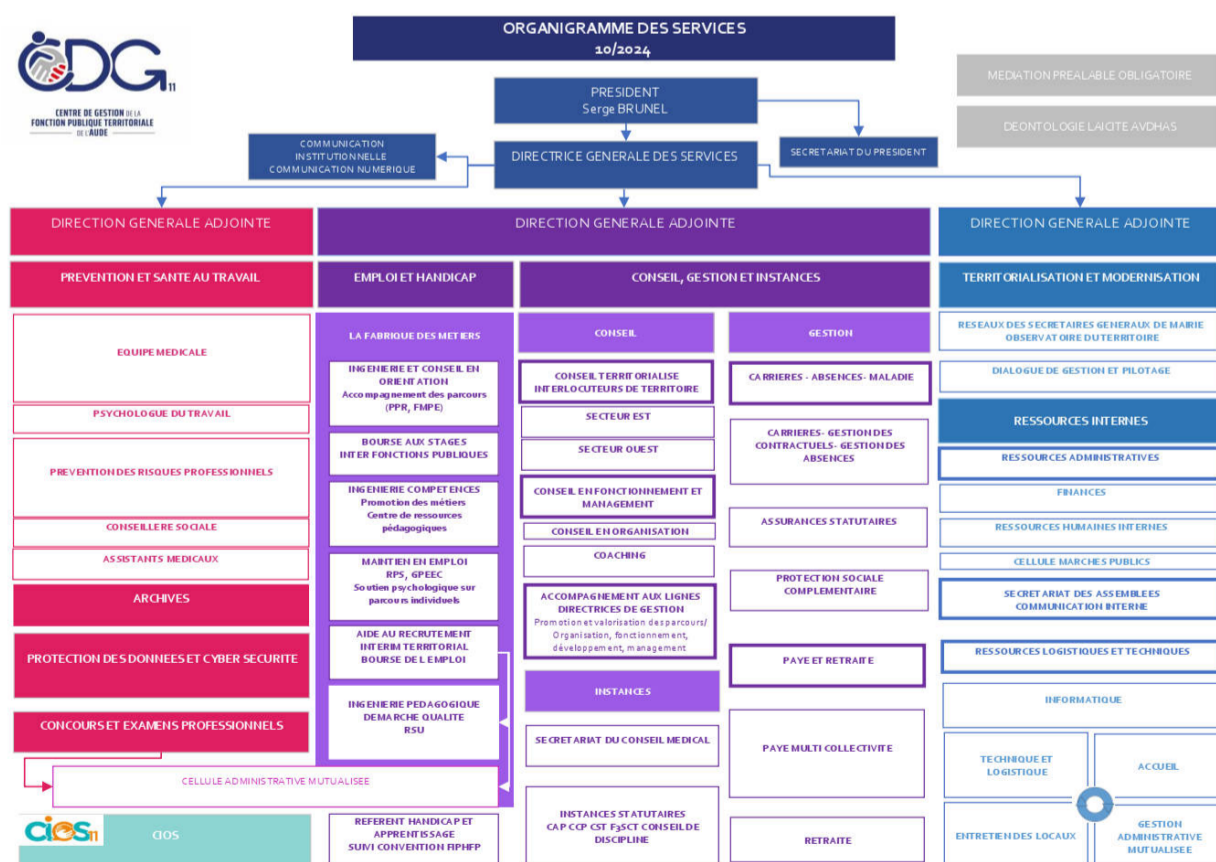 ORGANIGRAMME DES SERVICES
10/2024
CDG 11
CENTRE DE GESTION DE LA
FONCTION PUBLIQUE TERRITORIALE
DE L'AUDE
MEDIATION PREALABLE OBLIGATOIRE
DEONTOLOGIE LAICITE AVDHAS
PRESIDENT
Serge BRUNEL
COMMUNICATION
INSTITUTIONNELLE
COMMUNICATION NUMERIQUE
DIRECTRICE GENERALE DES SERVICES
SECRETARIAT DU PRESIDENT
DIRECTION GENERALE ADJOINTE
PREVENTION ET SANTE AU TRAVAIL
EQUIPE MEDICALE
PSYCHOLOGUE DU TRAVAIL
PREVENTION DES RISQUES PROFESSIONNELS
CONSEILLERE SOCIALE
ASSISTANTS MEDICAUX
ARCHIVES
PROTECTION DES DONNEES ET CYBER SECURITE
CONCOURS ET EXAMENS PROFESSIONNELS
CELLULE ADMINISTRATIVE MUTUALISEE
CIOS 11
CIOS
DIRECTION GENERALE ADJOINTE
EMPLOI ET HANDICAP
LA FABRIQUE DES METIERS
INGENIERIE ET CONSEIL EN
ORIENTATION
Accompagnement des parcours
(PPR, FMPE)
BOURSE AUX STAGES
INTER FONCTIONS PUBLIQUES
INGENIERIE COMPETENCES
Promotion des métiers
Centre de ressources
pédagogiques
MAINTIEN EN EMPLOI
RPS, GPEEC
Soutien psychologique sur
parcours individuels
AIDE AU RECRUTEMENT
INTERIM TERRITORIAL
BOURSE DE L EMPLOI
INGENIERIE PEDAGOGIQUE
DEMARCHE QUALITE
RSU
REFERENT HANDICAP ET
APPRENTISSAGE
SUIVI CONVENTION FIPHFP
CONSEIL, GESTION ET INSTANCES
CONSEIL
CONSEIL TERRITORIALISE
INTERLOCUTEURS DE TERRITOIRE
SECTEUR EST
SECTEUR OUEST
CONSEIL EN FONCTIONNEMENT ET
MANAGEMENT
CONSEIL EN ORGANISATION
COACHING
ACCOMPAGNEMENT AUX LIGNES
DIRECTRICES DE GESTION
Promotion et valorisation des parcours/
Organisation, fonctionnement,
développement, management
INSTANCES
SECRETARIAT DU CONSEIL MEDICAL
INSTANCES STATUTAIRES
CAP CCP CST F3SCT CONSEIL DE
DISCIPLINE
GESTION
CARRIERES - ABSENCES- MALADIE
CARRIERES- GESTION DES
CONTRACTUELS- GESTION DES
ABSENCES
ASSURANCES STATUTAIRES
PROTECTION SOCIALE
COMPLEMENTAIRE
PAYE ET RETRAITE
PAYE MULTI COLLECTIVITE
RETRAITE
DIRECTION GENERALE ADJOINTE
TERRITORIALISATION ET MODERNISATION
RESEAUX DES SECRETAIRES GENERAUX DE MAIRIE
OBSERVATOIRE DU TERRITOIRE
DIALOGUE DE GESTION ET PILOTAGE
RESSOURCES INTERNES
RESSOURCES ADMINISTRATIVES
FINANCES
RESSOURCES HUMAINES INTERNES
CELLULE MARCHES PUBLICS
SECRETARIAT DES ASSEMBLEES
COMMUNICATION INTERNE
RESSOURCES LOGISTIQUES ET TECHNIQUES
INFORMATIQUE
TECHNIQUE ET
LOGISTIQUE
ACCUEIL
ENTRETIEN DES LOCAUX
GESTION
ADMINISTRATIVE
MUTUALISEE